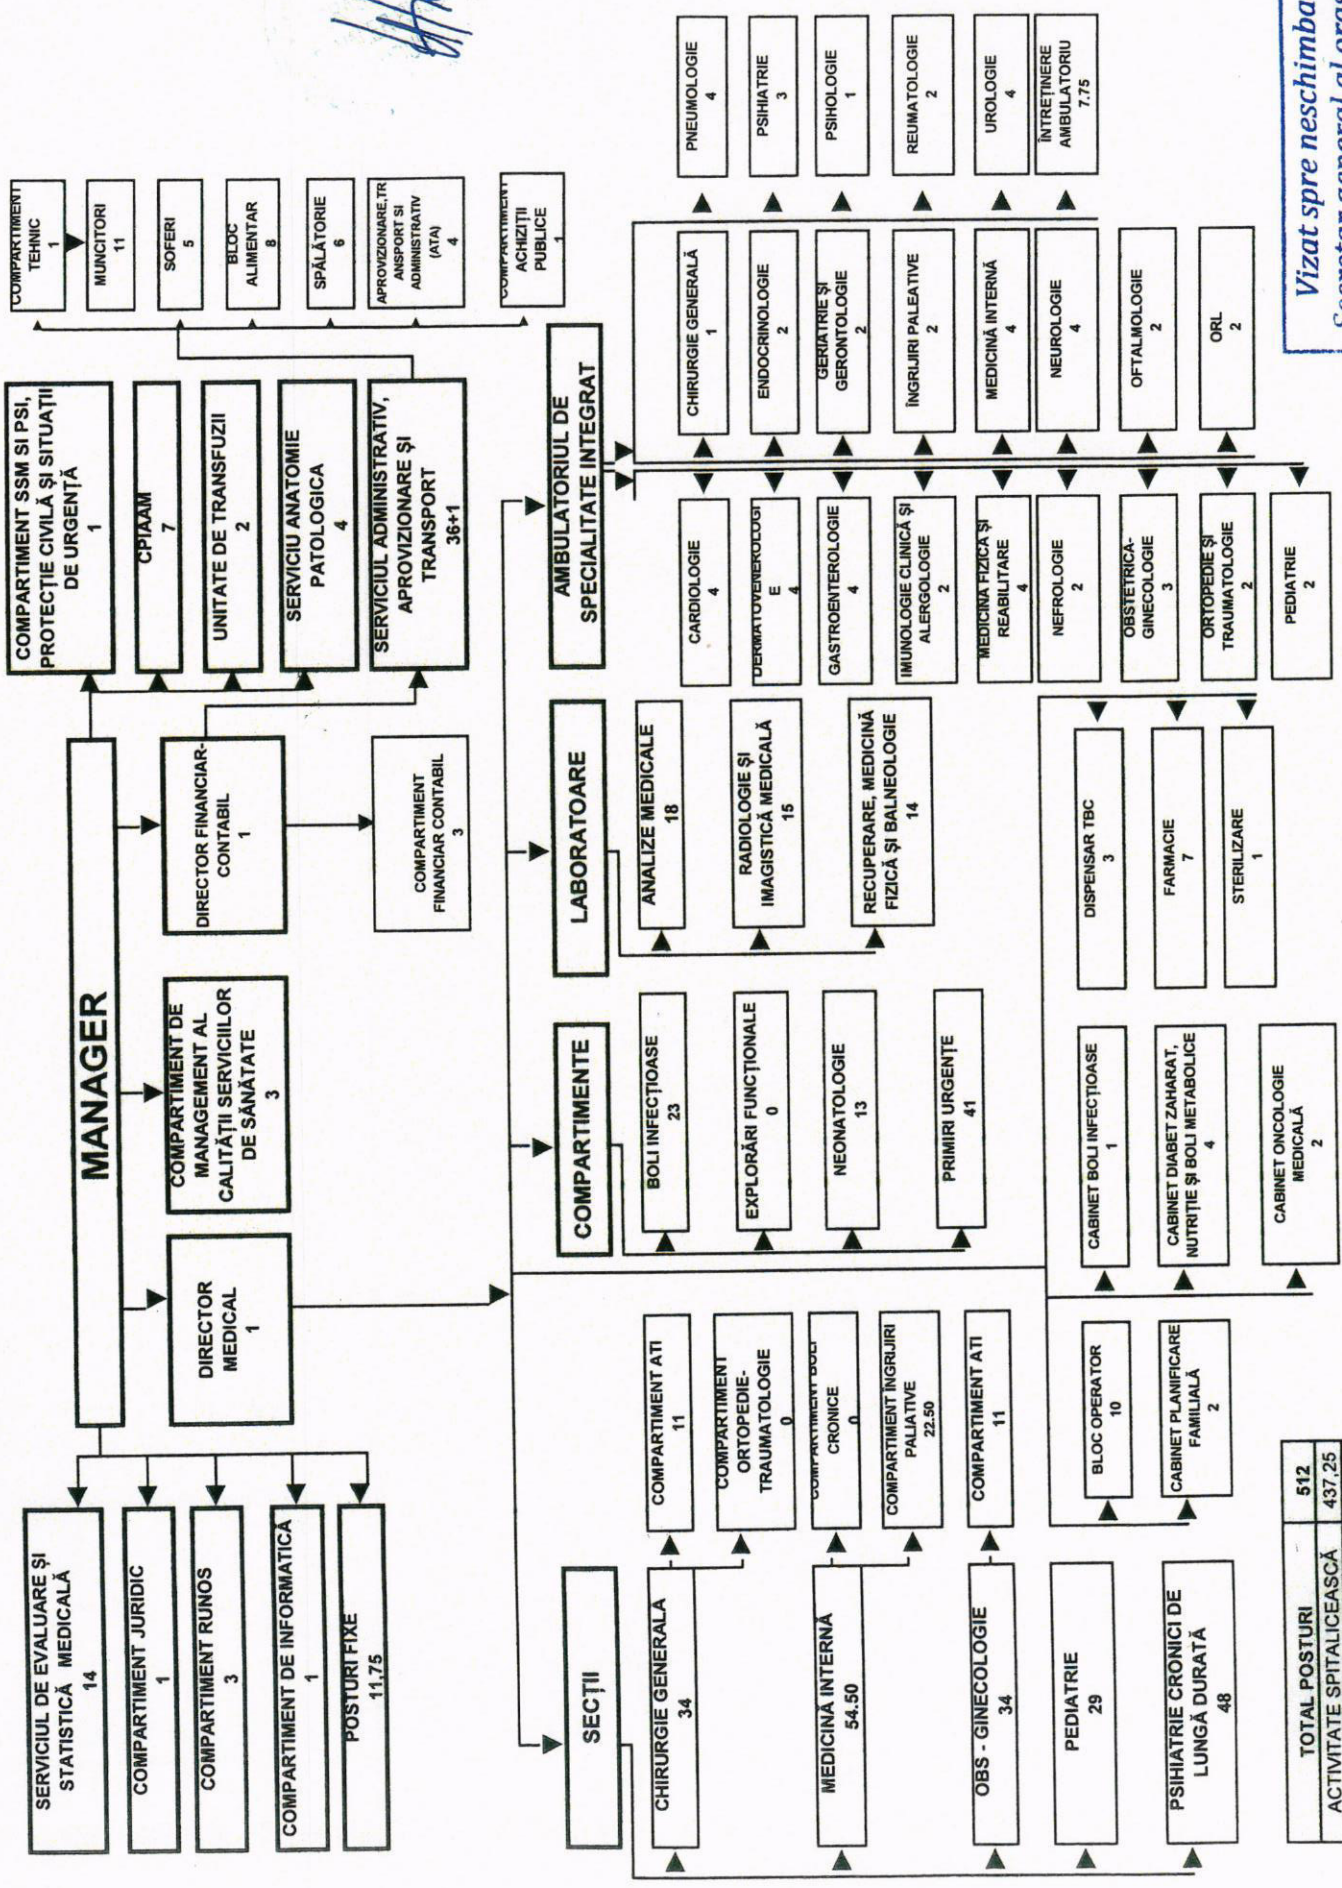 MANAGER
SERVICIUL DE EVALUARE ȘI
STATISTICĂ MEDICALĂ
14
COMPARTIMENT JURIDIC
1
COMPARTIMENT RUNOS
3
COMPARTIMENT DE INFORMATICĂ
1
POSTURI FIXE
11,75
DIRECTOR
MEDICAL
1
COMPARTIMENT DE
MANAGEMENT AL
CALITĂȚII SERVICIILOR
DE SĂNĂTATE
3
DIRECTOR FINANCIAR-
CONTABIL
1
COMPARTIMENT
FINANCIAR CONTABIL
3
COMPARTIMENT SSM SI PSI,
PROTECȚIE CIVILĂ ȘI SITUAȚII
DE URGENȚĂ
1
CPIAAM
7
UNITATE DE TRANSFUZII
2
SERVICIU ANATOMIE
PATOLOGICA
4
SERVICIUL ADMINISTRATIV,
APROVIZIONARE ȘI
TRANSPORT
36+1
COMPARTIMENT
TEHNIC
1
MUNCITORI
11
SOFERI
5
BLOC
ALIMENTAR
8
SPĂLĂTORIE
6
APROVIZIONARE,TR
ANSPORT SI
ADMINISTRATIV
(ATA)
4
COMPARTIMENT
ACHIZIȚII
PUBLICE
1
SECȚII
CHIRURGIE GENERALĂ
34
COMPARTIMENT ATI
11
COMPARTIMENT
ORTOPEDIE-
TRAUMATOLOGIE
0
MEDICINĂ INTERNĂ
54.50
COMPARTIMENT BOLI
CRONICE
0
COMPARTIMENT ÎNGRIJIRI
PALIATIVE
22.50
OBS - GINECOLOGIE
34
COMPARTIMENT ATI
11
PEDIATRIE
29
PSIHIATRIE CRONICI DE
LUNGĂ DURATĂ
48
COMPARTIMENTE
BOLI INFECȚIOASE
23
EXPLORĂRI FUNCȚIONALE
0
NEONATOLOGIE
13
PRIMIRI URGENȚE
41
LABORATOARE
ANALIZE MEDICALE
18
RADIOLOGIE ȘI
IMAGISTICĂ MEDICALĂ
15
RECUPERARE, MEDICINĂ
FIZICĂ ȘI BALNEOLOGIE
14
AMBULATORIUL DE
SPECIALITATE INTEGRAT
CARDIOLOGIE
4
DERMATOVENEROLOGI
E
4
GASTROENTEROLOGIE
4
IMUNOLOGIE CLINICĂ ȘI
ALERGOLOGIE
2
MEDICINA FIZICA ȘI
REABILITARE
4
NEFROLOGIE
2
OBSTETRICĂ-
GINECOLOGIE
3
ORTOPEDIE ȘI
TRAUMATOLOGIE
2
PEDIATRIE
2
CHIRURGIE GENERALĂ
1
ENDOCRINOLOGIE
2
GERIATRIE ȘI
GERONTOLOGIE
2
ÎNGRIJIRI PALEATIVE
2
MEDICINĂ INTERNĂ
4
NEUROLOGIE
4
OFTALMOLOGIE
2
ORL
2
PNEUMOLOGIE
4
PSIHIATRIE
3
PSIHOLOGIE
1
REUMATOLOGIE
2
UROLOGIE
4
ÎNTREȚINERE
AMBULATORIU
7.75
BLOC OPERATOR
10
CABINET PLANIFICARE
FAMILIALĂ
2
CABINET BOLI INFECȚIOASE
1
CABINET DIABET ZAHARAT,
NUTRIȚIE ȘI BOLI METABOLICE
4
CABINET ONCOLOGIE
MEDICALĂ
2
DISPENSAR TBC
3
FARMACIE
7
STERILIZARE
1
TOTAL POSTURI 512
ACTIVITATE SPITALICEASCĂ 437,25
Vizat spre neschimba